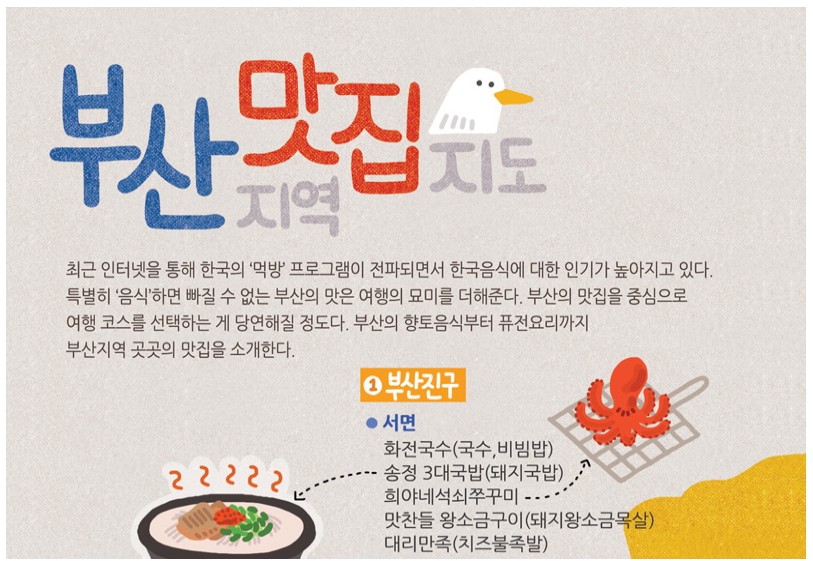 부산 맛집
지역 지도
최근 인터넷을 통해 한국의 ‘먹방’ 프로그램이 전파되면서 한국음식에 대한 인기가 높아지고 있다.
특별히 ‘음식’하면 빠질 수 없는 부산의 맛은 여행의 묘미를 더해준다. 부산의 맛집을 중심으로
여행 코스를 선택하는 게 당연해질 정도다. 부산의 향토음식부터 퓨전요리까지
부산지역 곳곳의 맛집을 소개한다.
1 부산진구
● 서면
화전국수(국수,비빔밥)
송정 3대국밥(돼지국밥)
희야네석쇠쭈꾸미
맛찬들 왕소금구이(돼지왕소금목살)
대리만족(치즈불족발)